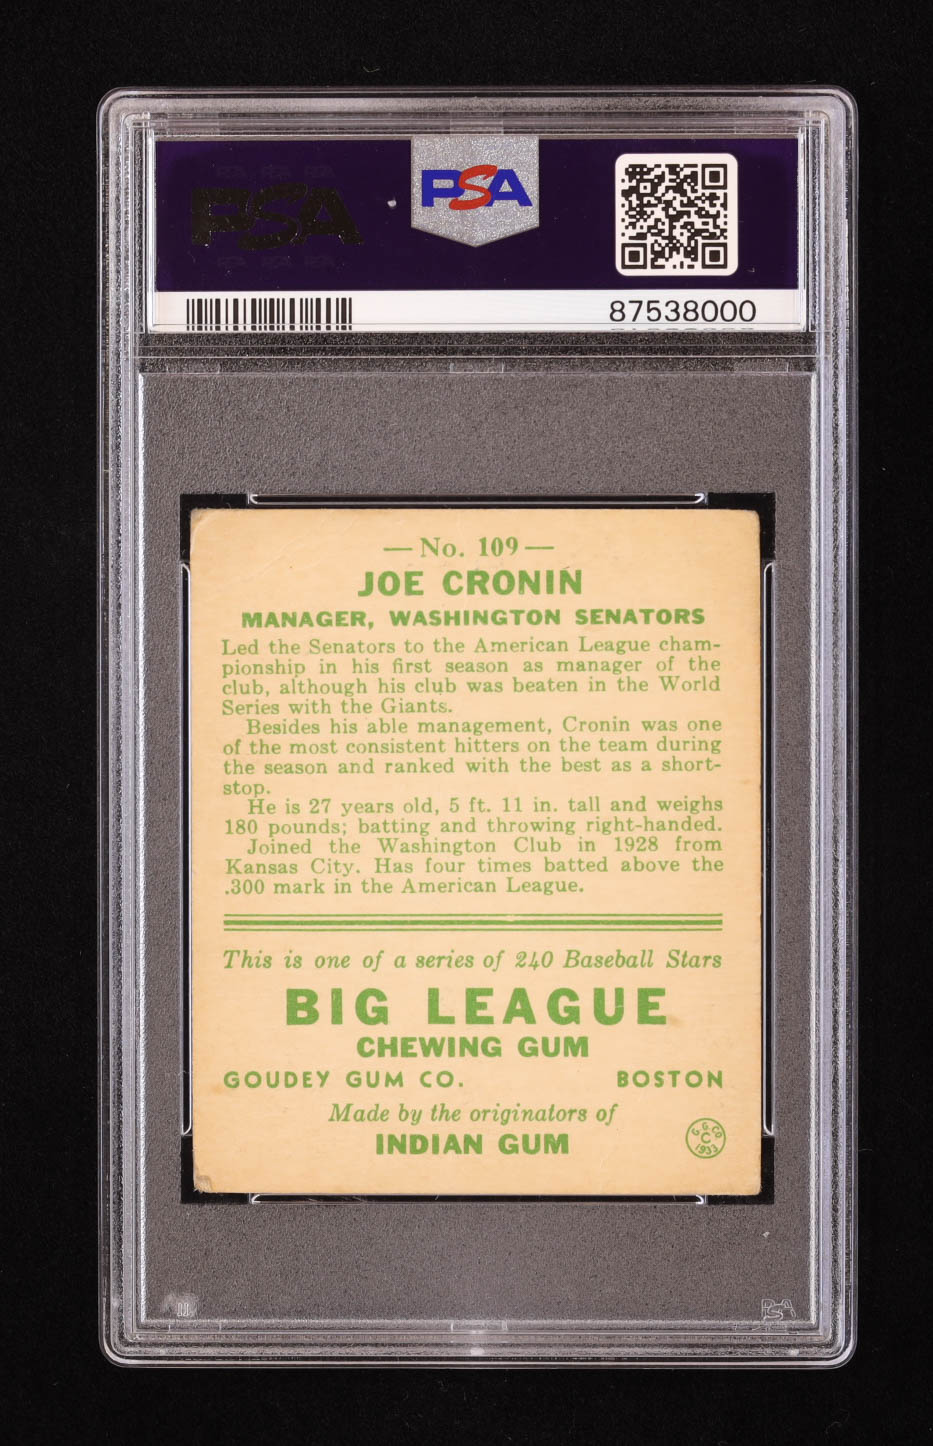 PSA
PSA
87538000
— No. 109 —
JOE CRONIN
MANAGER, WASHINGTON SENATORS
Led the Senators to the American League cham-
pionship in his first season as manager of the
club, although his club was beaten in the World
Series with the Giants.
Besides his able management, Cronin was one
of the most consistent hitters on the team during
the season and ranked with the best as a short-
stop.
He is 27 years old, 5 ft. 11 in. tall and weighs
180 pounds; batting and throwing right-handed.
Joined the Washington Club in 1928 from
Kansas City. Has four times batted above the
.300 mark in the American League.
This is one of a series of 240 Baseball Stars
BIG LEAGUE
CHEWING GUM
GOUDEY GUM CO. BOSTON
Made by the originators of
INDIAN GUM
G.G.CO.
C
1933
PSA